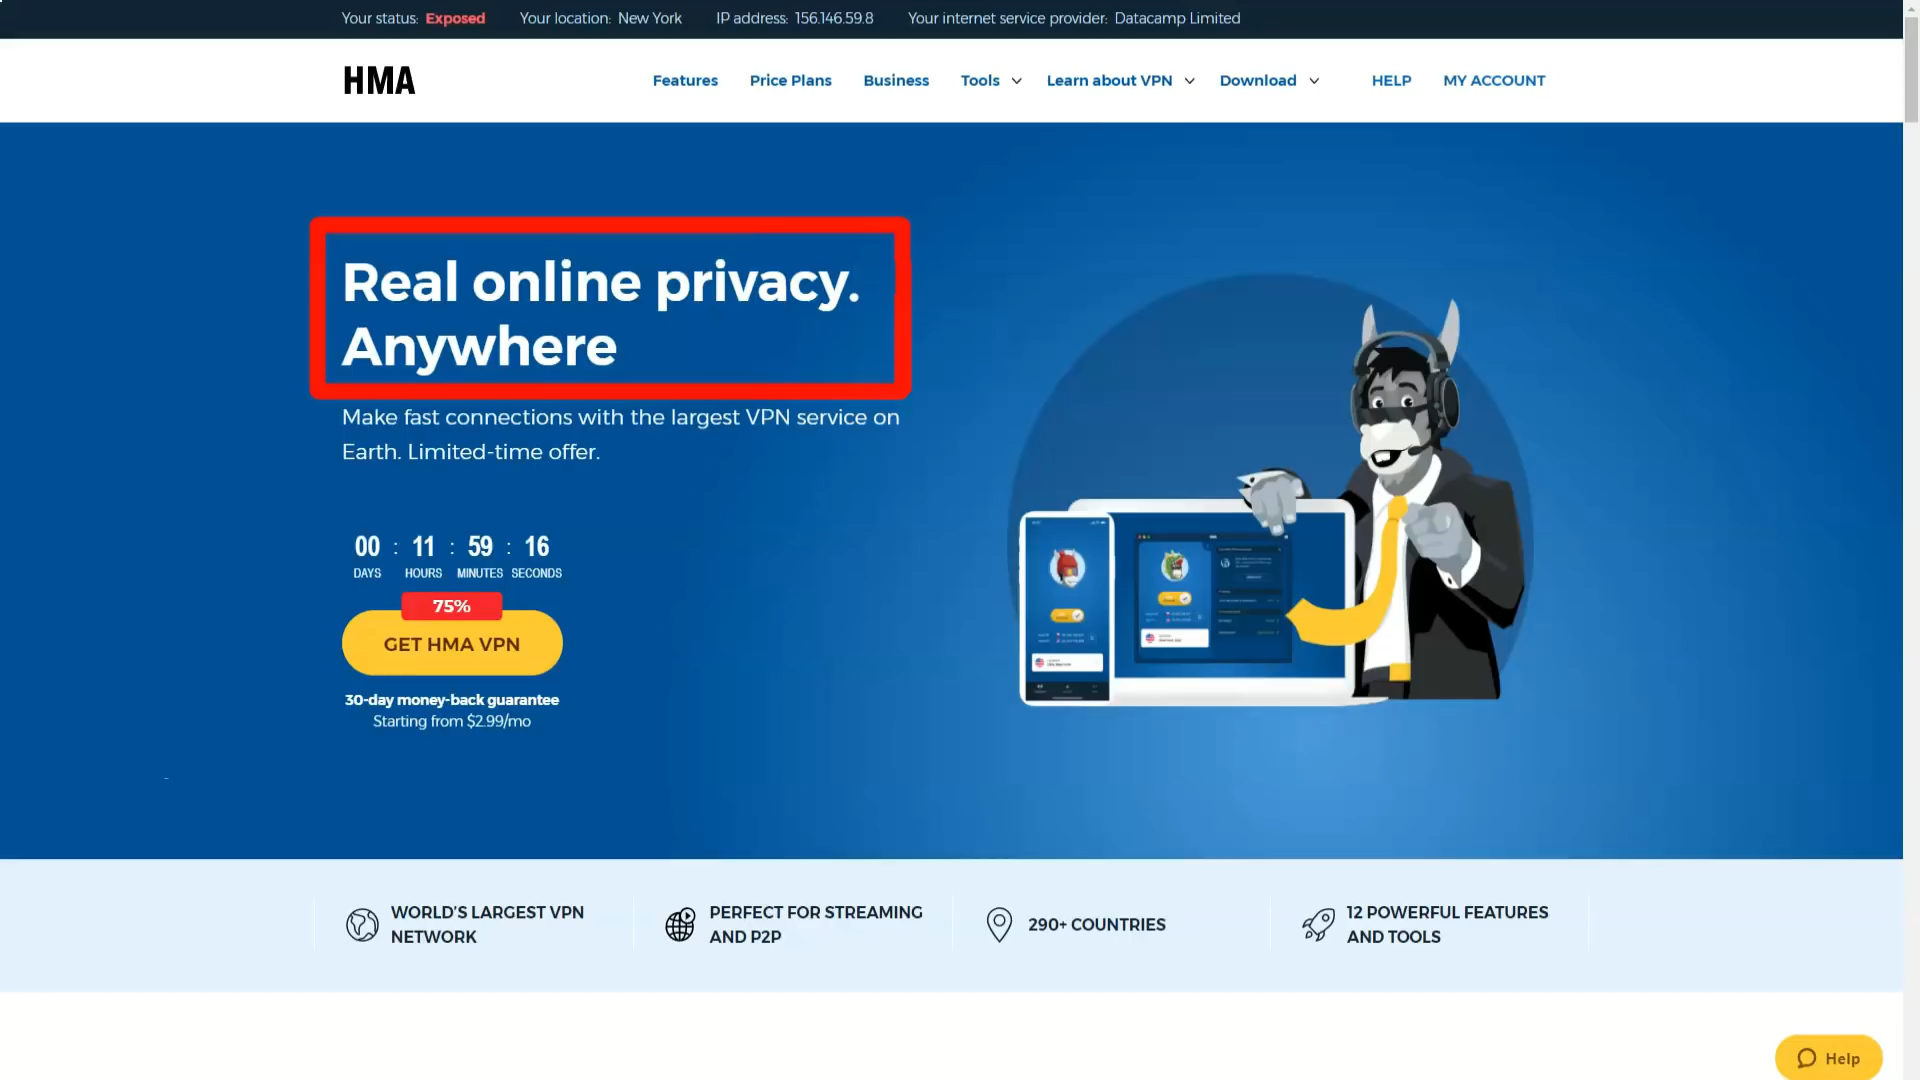 Your status: Exposed Your location: New York IP address: 156.146.59.8 Your internet service provider: Datacamp Limited
HMA Features Price Plans Business Tools Learn about VPN Download HELP MY ACCOUNT
Real online privacy.
Anywhere
Make fast connections with the largest VPN service on
Earth. Limited-time offer.
00 : 11 : 59 : 16
DAYS HOURS MINUTES SECONDS
75%
GET HMA VPN
30-day money-back guarantee
Starting from $2.99/mo
WORLD'S LARGEST VPN
NETWORK
PERFECT FOR STREAMING
AND P2P
290+ COUNTRIES
12 POWERFUL FEATURES
AND TOOLS
Help